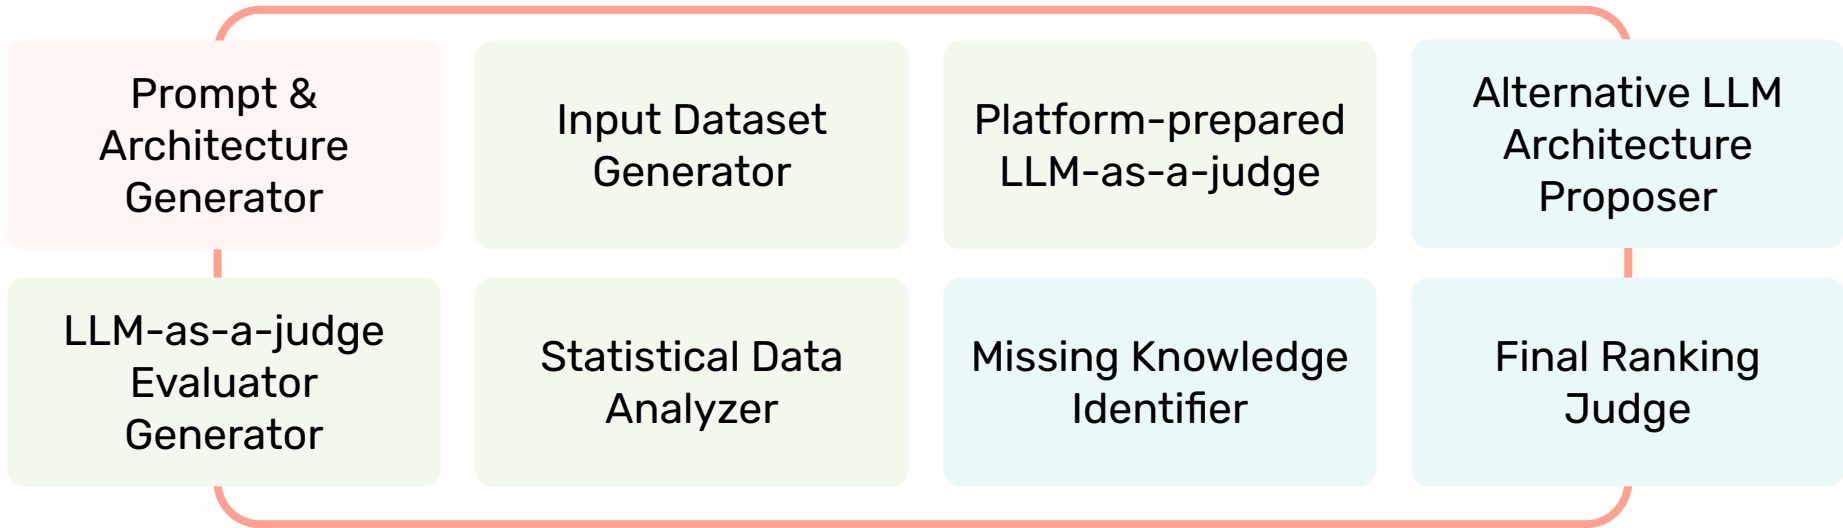 Prompt &
Architecture
Generator
Input Dataset
Generator
Platform-prepared
LLM-as-a-judge
Alternative LLM
Architecture
Proposer
LLM-as-a-judge
Evaluator
Generator
Statistical Data
Analyzer
Missing Knowledge
Identifier
Final Ranking
Judge